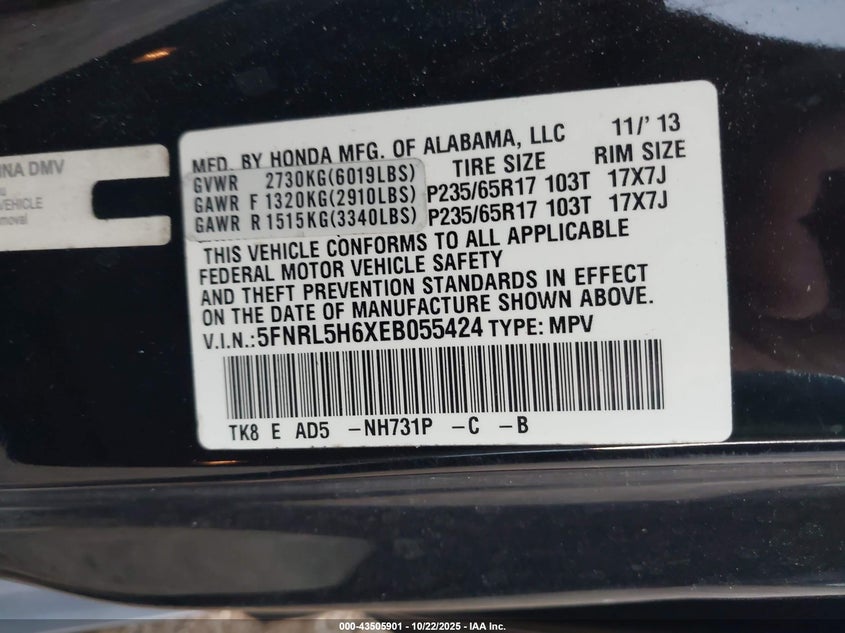 INA DMV
EHICLE
moval
MFD. BY HONDA MFG. OF ALABAMA, LLC 11/' 13
TIRE SIZE RIM SIZE
GVWR 2730KG(6019LBS)
GAWR F 1320KG(2910LBS) P235/65R17 103T 17X7J
GAWR R 1515KG(3340LBS) P235/65R17 103T 17X7J
THIS VEHICLE CONFORMS TO ALL APPLICABLE
FEDERAL MOTOR VEHICLE SAFETY
AND THEFT PREVENTION STANDARDS IN EFFECT
ON THE DATE OF MANUFACTURE SHOWN ABOVE.
V.I.N.:5FNRL5H6XEB055424 TYPE: MPV
TK8 E AD5 -NH731P -C -B
000-43505901 - 10/22/2025 - IAA Inc.